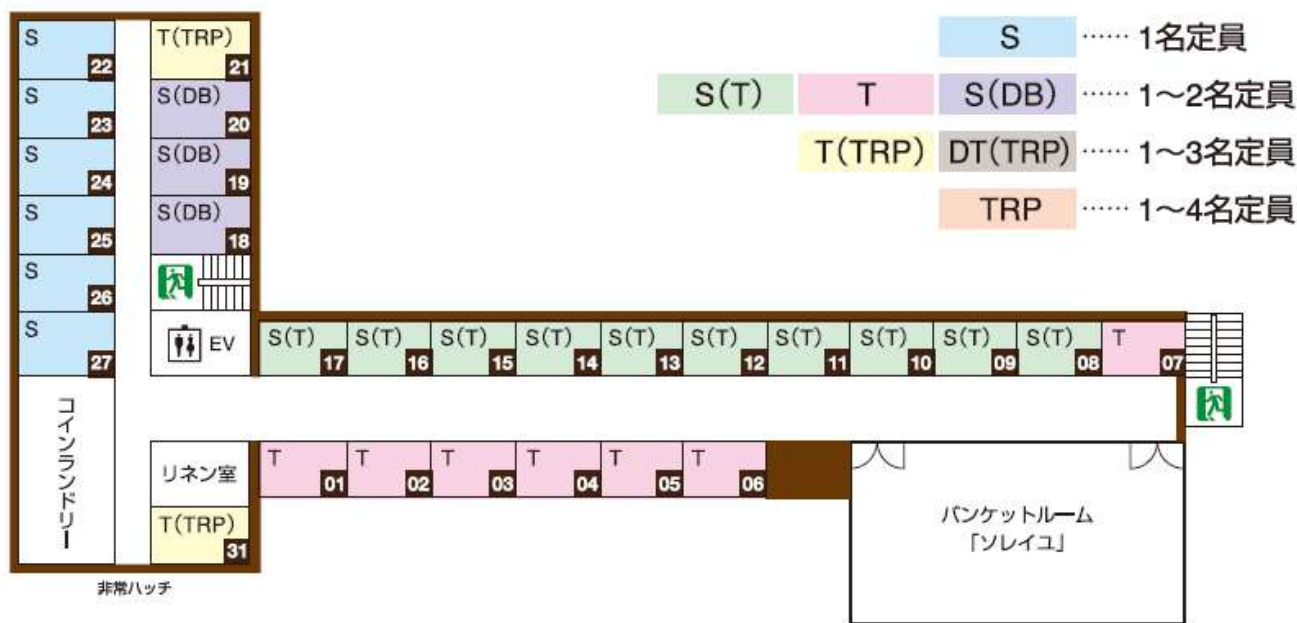 S 22
S 23
S 24
S 25
S 26
S 27
コインランドリー
非常ハッチ
T(TRP) 21
S(DB) 20
S(DB) 19
S(DB) 18
EV
リネン室
T(TRP) 31
S …… 1名定員
S(T) T S(DB) …… 1～2名定員
T(TRP) DT(TRP) …… 1～3名定員
TRP …… 1～4名定員
S(T) 17 S(T) 16 S(T) 15 S(T) 14 S(T) 13 S(T) 12 S(T) 11 S(T) 10 S(T) 09 S(T) 08 T 07
T 01 T 02 T 03 T 04 T 05 T 06
バンケットルーム
「ソレイユ」